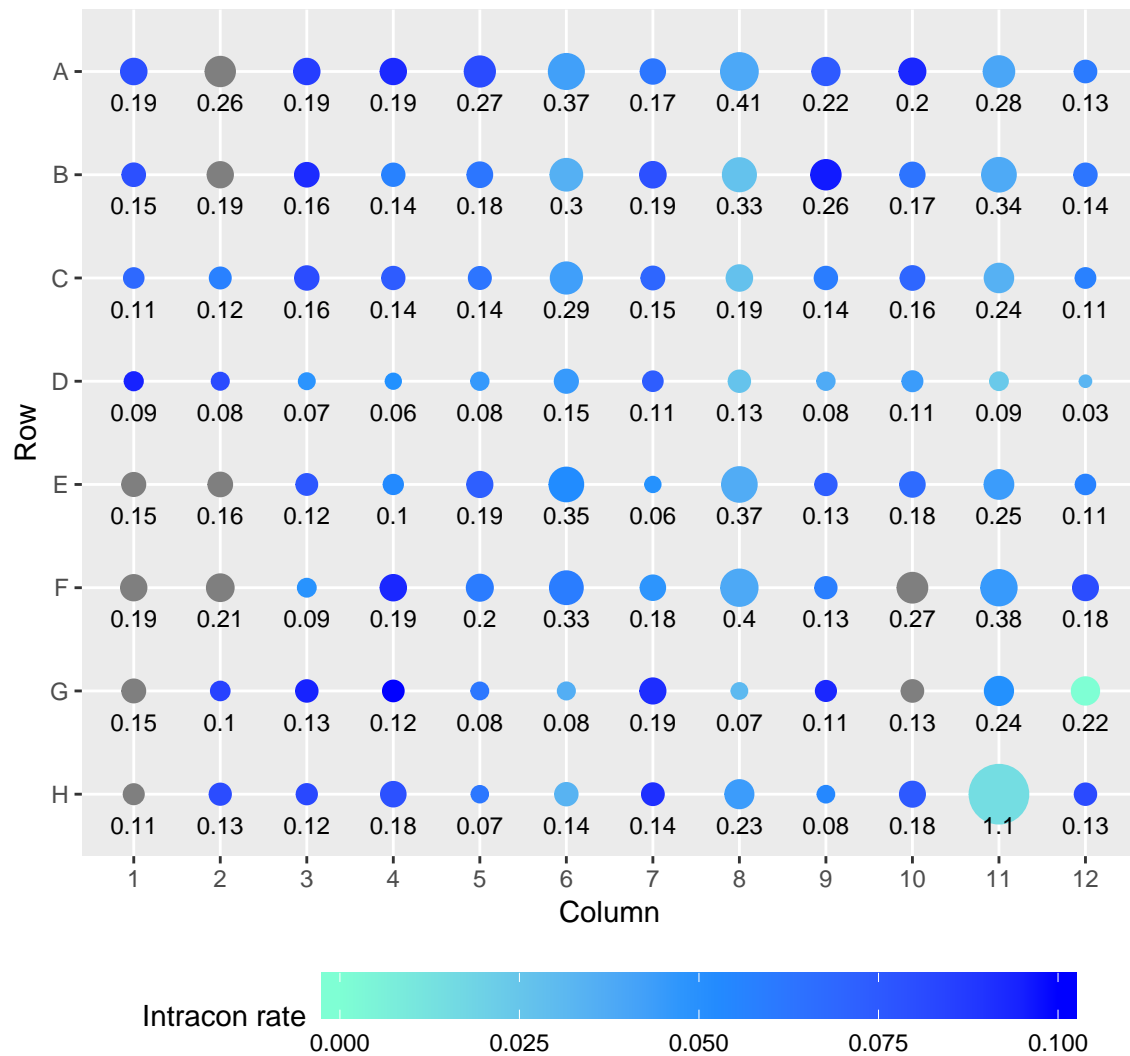 A
0.19 0.26 0.19 0.19 0.27 0.37 0.17 0.41 0.22 0.2 0.28 0.13
B
0.15 0.19 0.16 0.14 0.18 0.3 0.19 0.33 0.26 0.17 0.34 0.14
C
0.11 0.12 0.16 0.14 0.14 0.29 0.15 0.19 0.14 0.16 0.24 0.11
D
0.09 0.08 0.07 0.06 0.08 0.15 0.11 0.13 0.08 0.11 0.09 0.03
Row
E
0.15 0.16 0.12 0.1 0.19 0.35 0.06 0.37 0.13 0.18 0.25 0.11
F
0.19 0.21 0.09 0.19 0.2 0.33 0.18 0.4 0.13 0.27 0.38 0.18
G
0.15 0.1 0.13 0.12 0.08 0.08 0.19 0.07 0.11 0.13 0.24 0.22
H
0.11 0.13 0.12 0.18 0.07 0.14 0.14 0.23 0.08 0.18 1.1 0.13
1 2 3 4 5 6 7 8 9 10 11 12
Column
Intracon rate
0.000 0.025 0.050 0.075 0.100